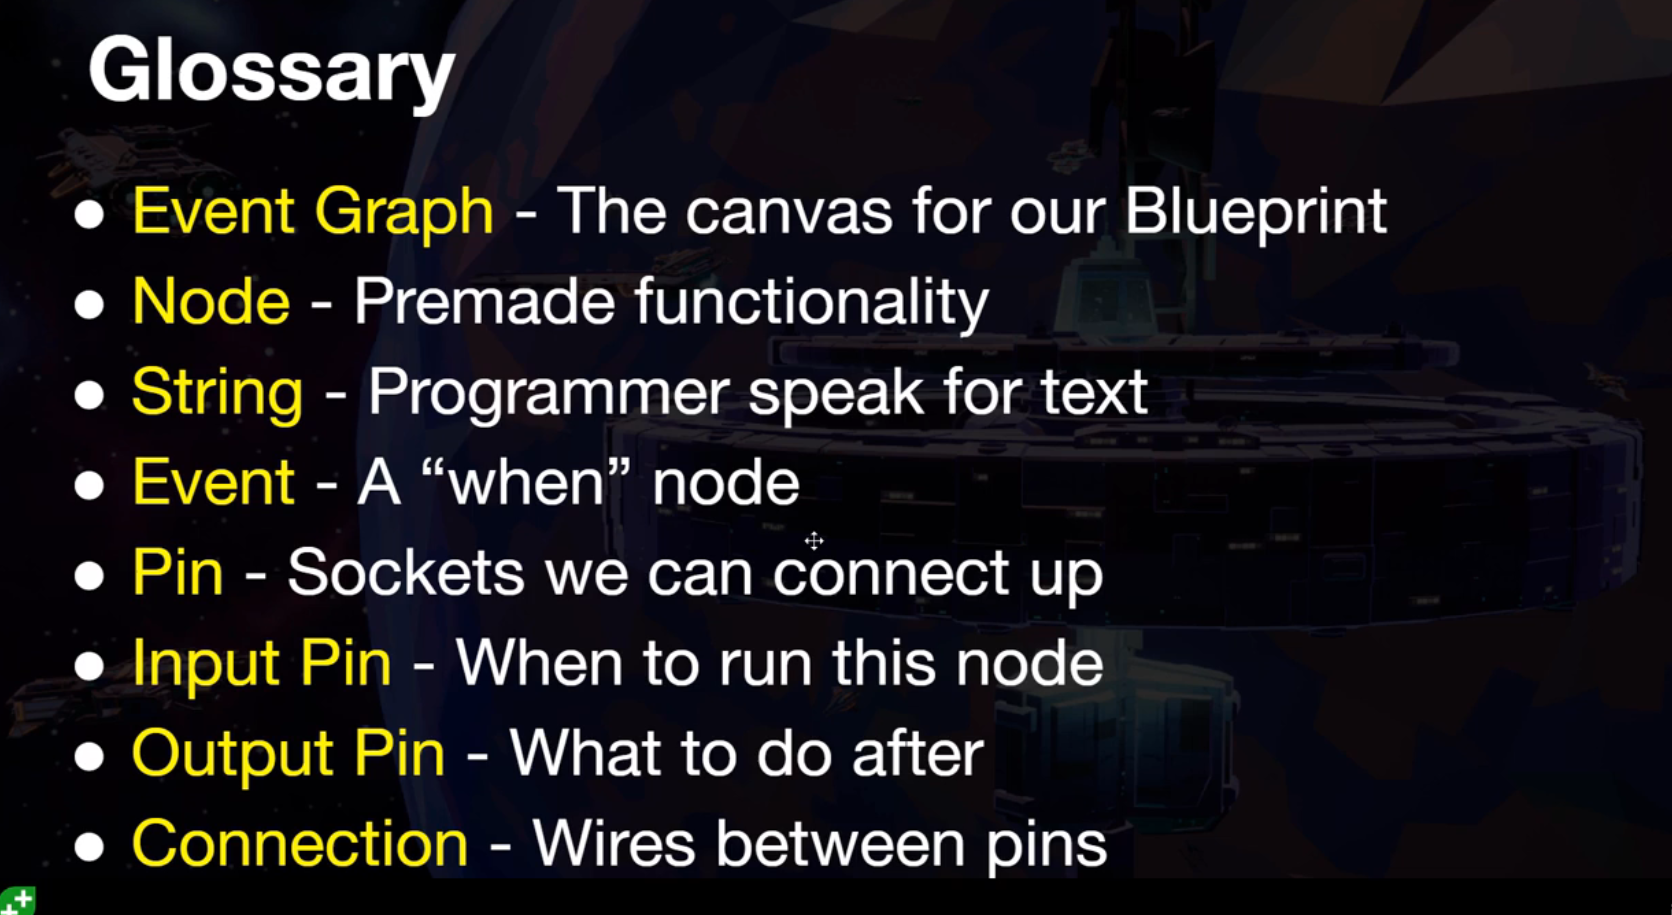 Glossary
● Event Graph - The canvas for our Blueprint
● Node - Premade functionality
● String - Programmer speak for text
● Event - A “when” node
● Pin - Sockets we can connect up
● Input Pin - When to run this node
● Output Pin - What to do after
● Connection - Wires between pins